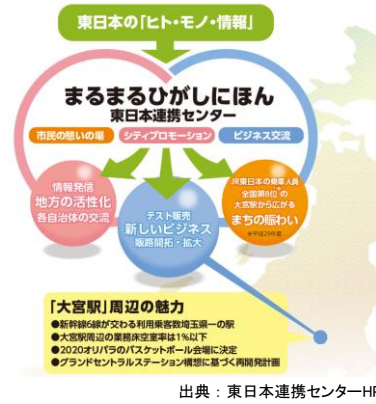 東日本の「ヒト・モノ・情報」
まるまるひがしにほん
東日本連携センター
市民の憩いの場
シティプロモーション
ビジネス交流
情報発信
地方の活性化
各自治体の交流
テスト販売
新しいビジネス
販路開拓・拡大
JR東日本の乗車人員
全国第8位※の
大宮駅から広がる
まちの賑わい
※平成29年度
「大宮駅」周辺の魅力
●新幹線6線が交わる利用乗客数埼玉県一の駅
●大宮駅周辺の業務床空室率は1%以下
●2020オリパラのバスケットボール会場に決定
●グランドセントラルステーション構想に基づく再開発計画
出典：東日本連携センターHP